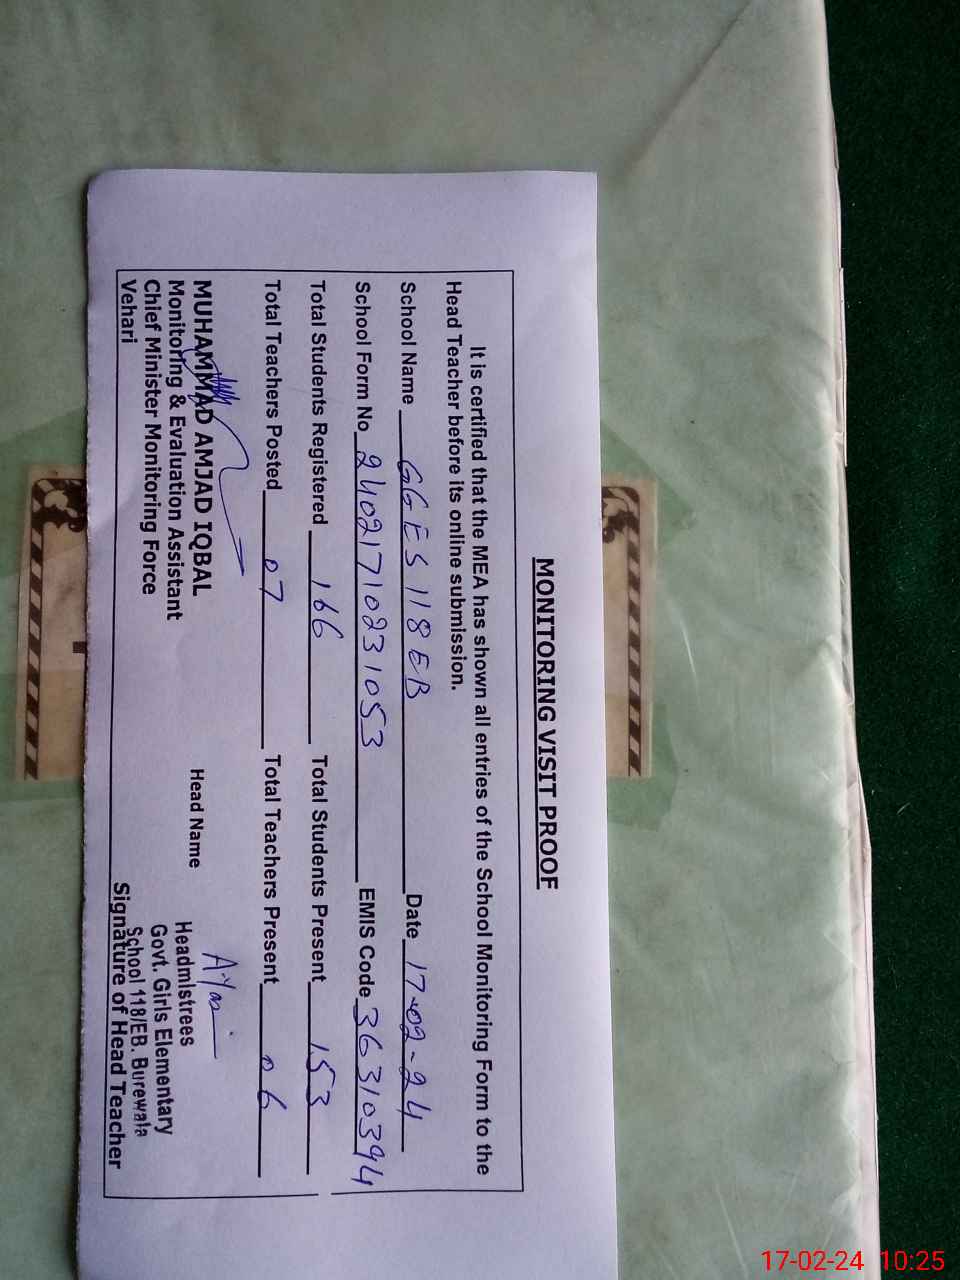 MONITORING VISIT PROOF
It is certified that the MEA has shown all entries of the School Monitoring Form to the
Head Teacher before its online submission.
School Name GGES 118 EB Date 17-02-24
School Form No 2402171023 1053 EMIS Code 36310394
Total Students Registered 166 Total Students Present 153
Total Teachers Posted 07 Total Teachers Present 06
MUHAMMAD AMJAD IQBAL Head Name
Monitoring & Evaluation Assistant Headmistrees
Chief Minister Monitoring Force Govt. Girls Elementary
Vehari School 118/EB. Burewala
Signature of Head Teacher
17-02-24 10:25